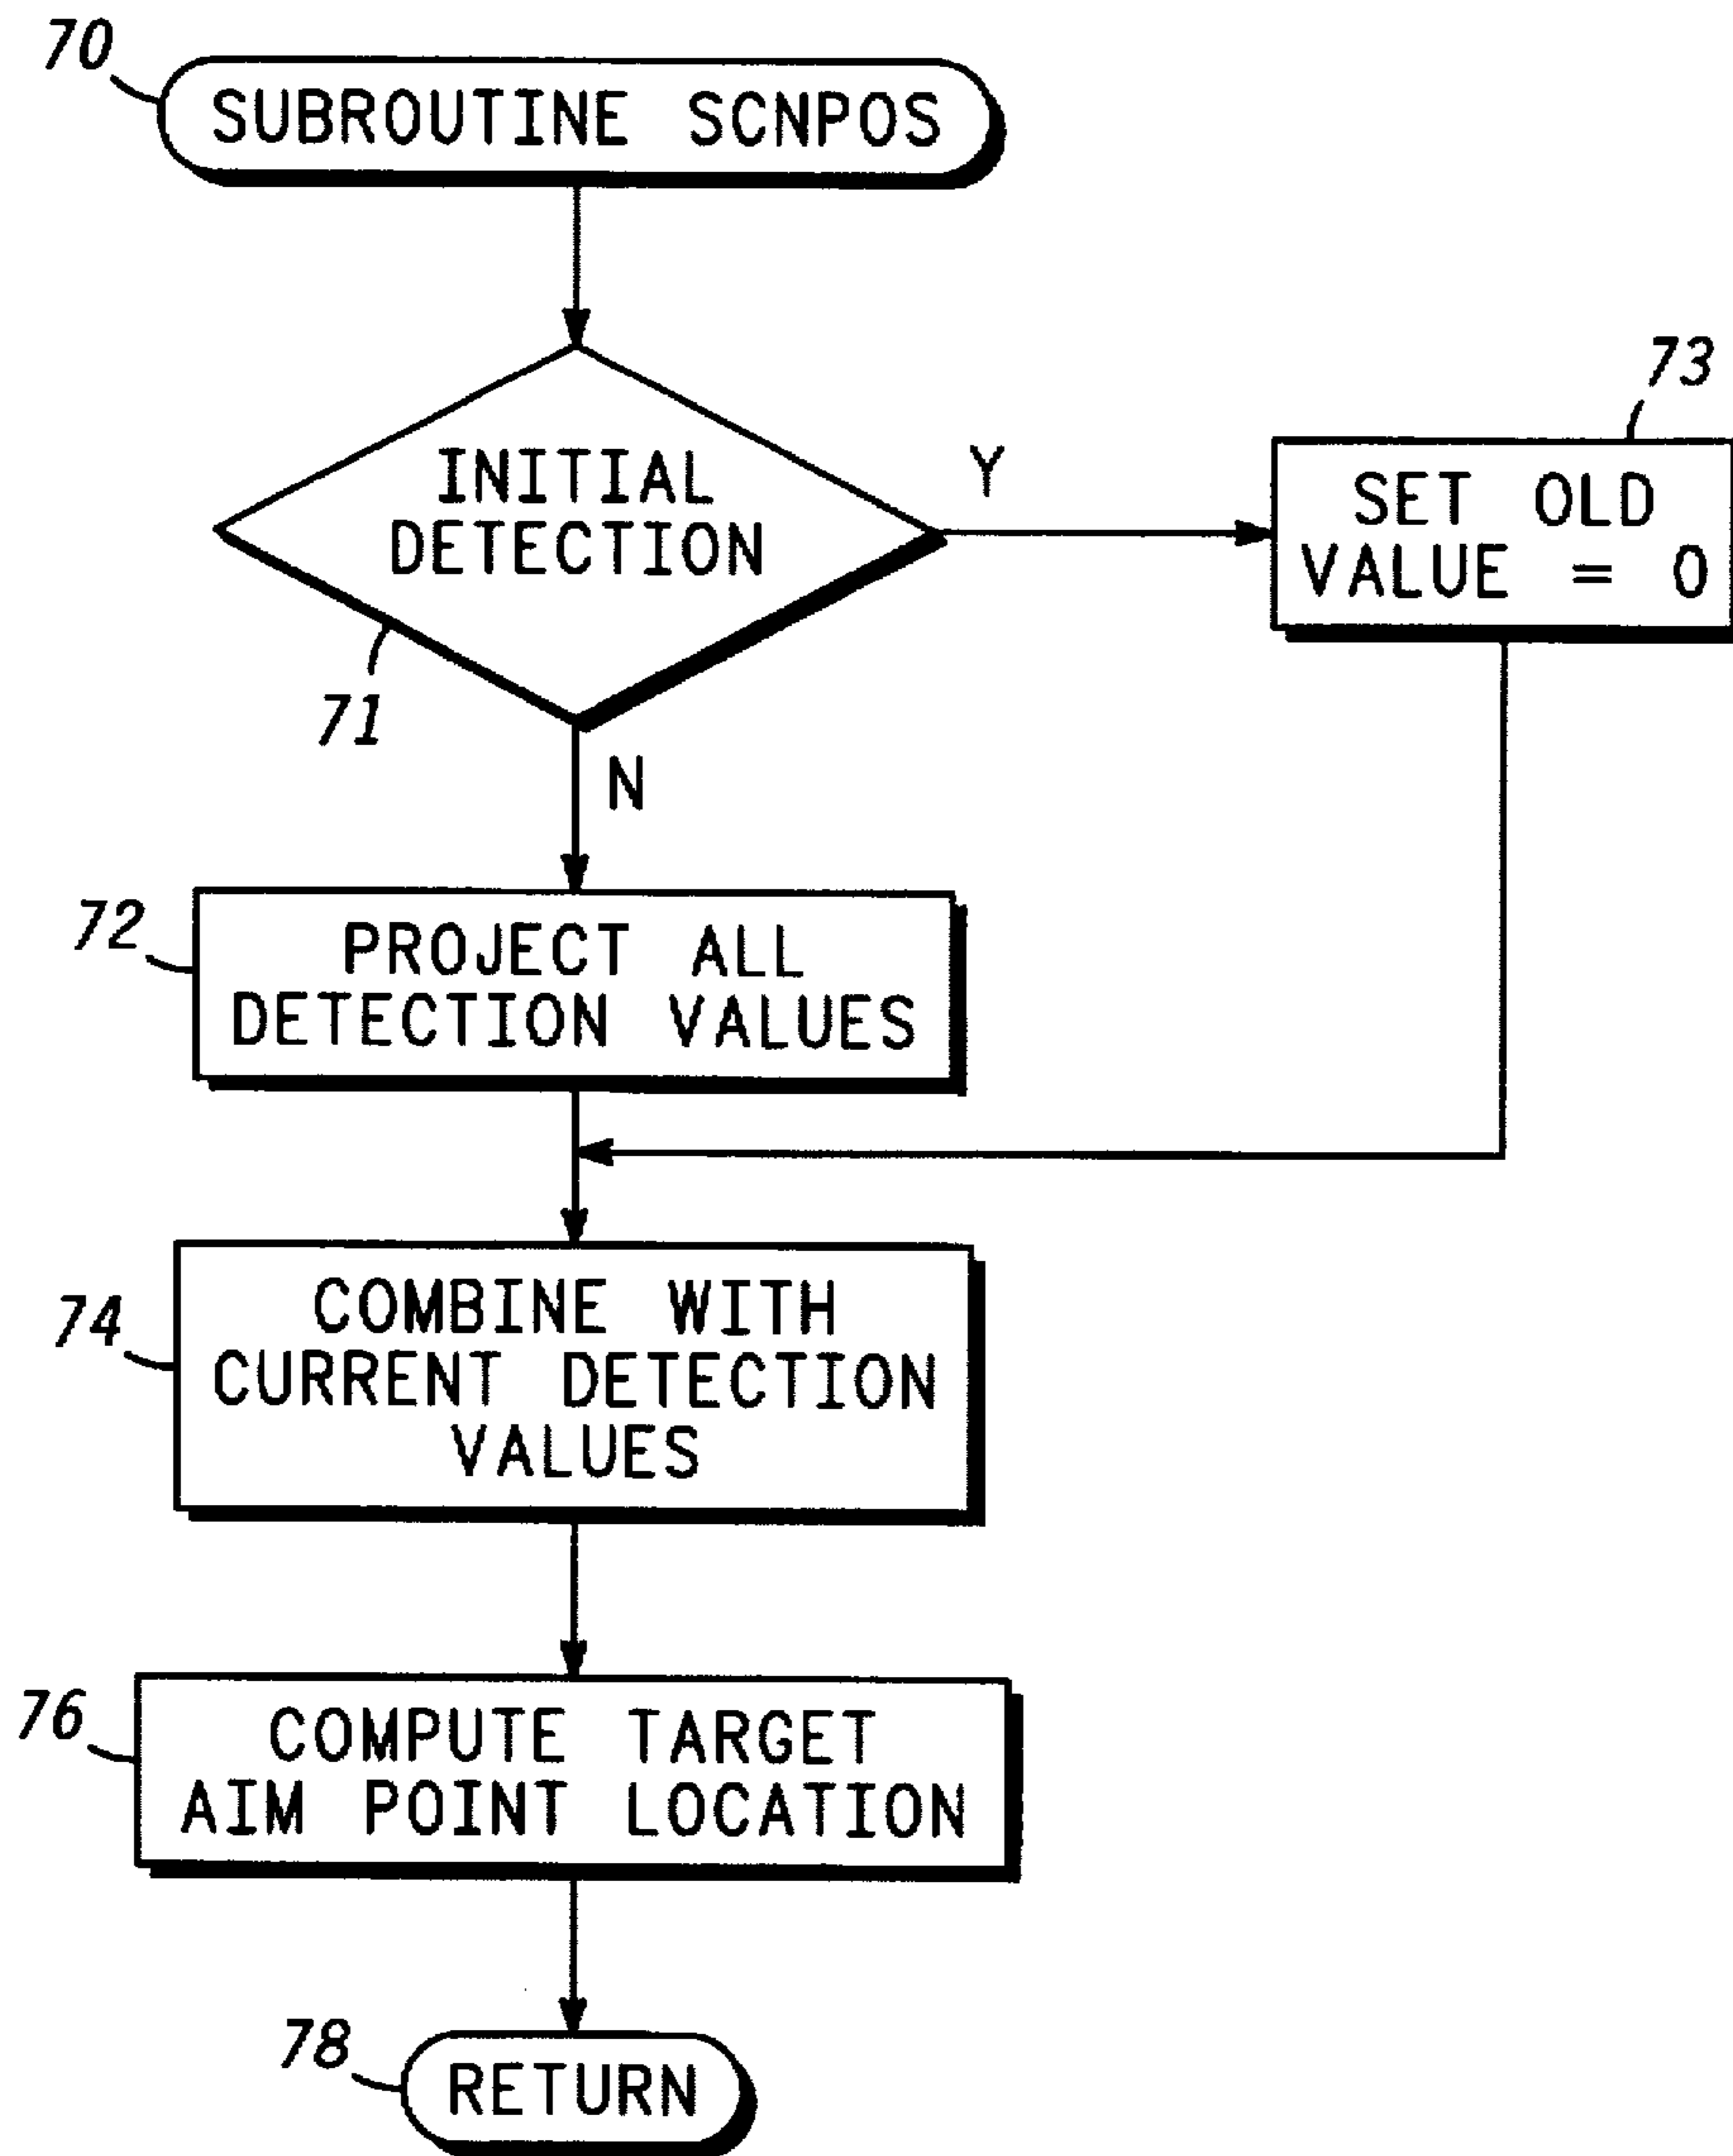 70
SUBROUTINE SCNPOS
INITIAL
DETECTION
71
Y
73
SET OLD
VALUE = 0
N
72
PROJECT ALL
DETECTION VALUES
74
COMBINE WITH
CURRENT DETECTION
VALUES
76
COMPUTE TARGET
AIM POINT LOCATION
78
RETURN